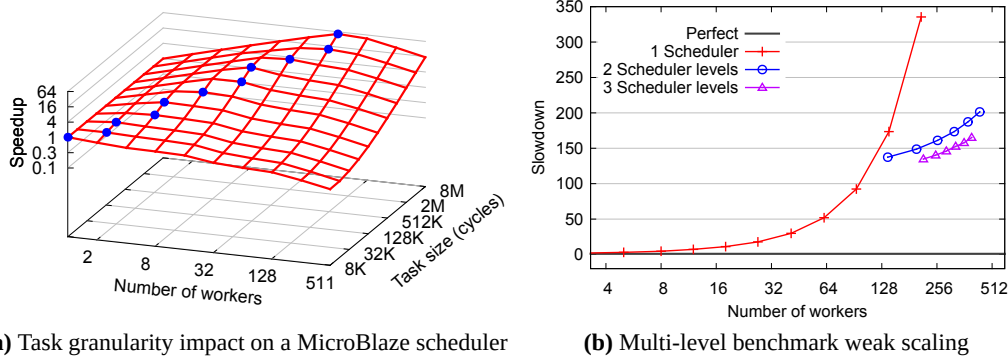 64
16
4
1
0.3
0.1
Speedup
2
8
32
128
511
Number of workers
8K
32K
128K
512K
2M
8M
Task size (cycles)
350
300
250
200
150
100
50
0
Slowdown
Perfect
1 Scheduler
2 Scheduler levels
3 Scheduler levels
4 8 16 32 64 128 256 512
Number of workers
) Task granularity impact on a MicroBlaze scheduler
(b) Multi-level benchmark weak scaling